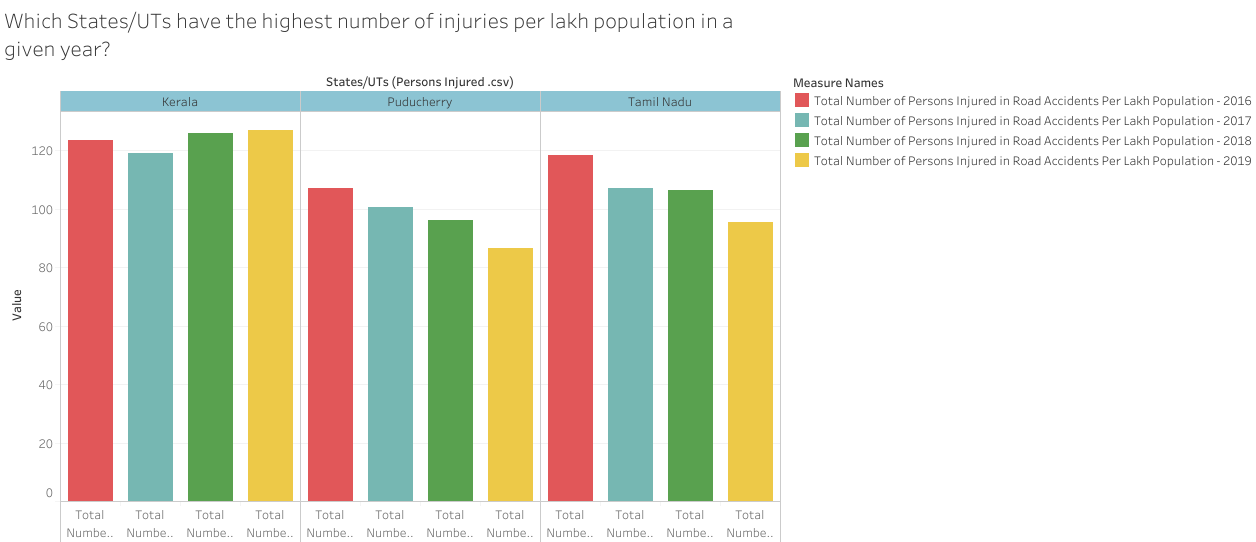 Which States/UTs have the highest number of injuries per lakh population in a
given year?
States/UTs (Persons Injured .csv)
Kerala
Puducherry
Tamil Nadu
Value
120
100
80
60
40
20
0
Total
Numbe..
Total
Numbe..
Total
Numbe..
Total
Numbe..
Total
Numbe..
Total
Numbe..
Total
Numbe..
Total
Numbe..
Total
Numbe..
Total
Numbe..
Total
Numbe..
Total
Numbe..
Measure Names
Total Number of Persons Injured in Road Accidents Per Lakh Population - 2016
Total Number of Persons Injured in Road Accidents Per Lakh Population - 2017
Total Number of Persons Injured in Road Accidents Per Lakh Population - 2018
Total Number of Persons Injured in Road Accidents Per Lakh Population - 2019